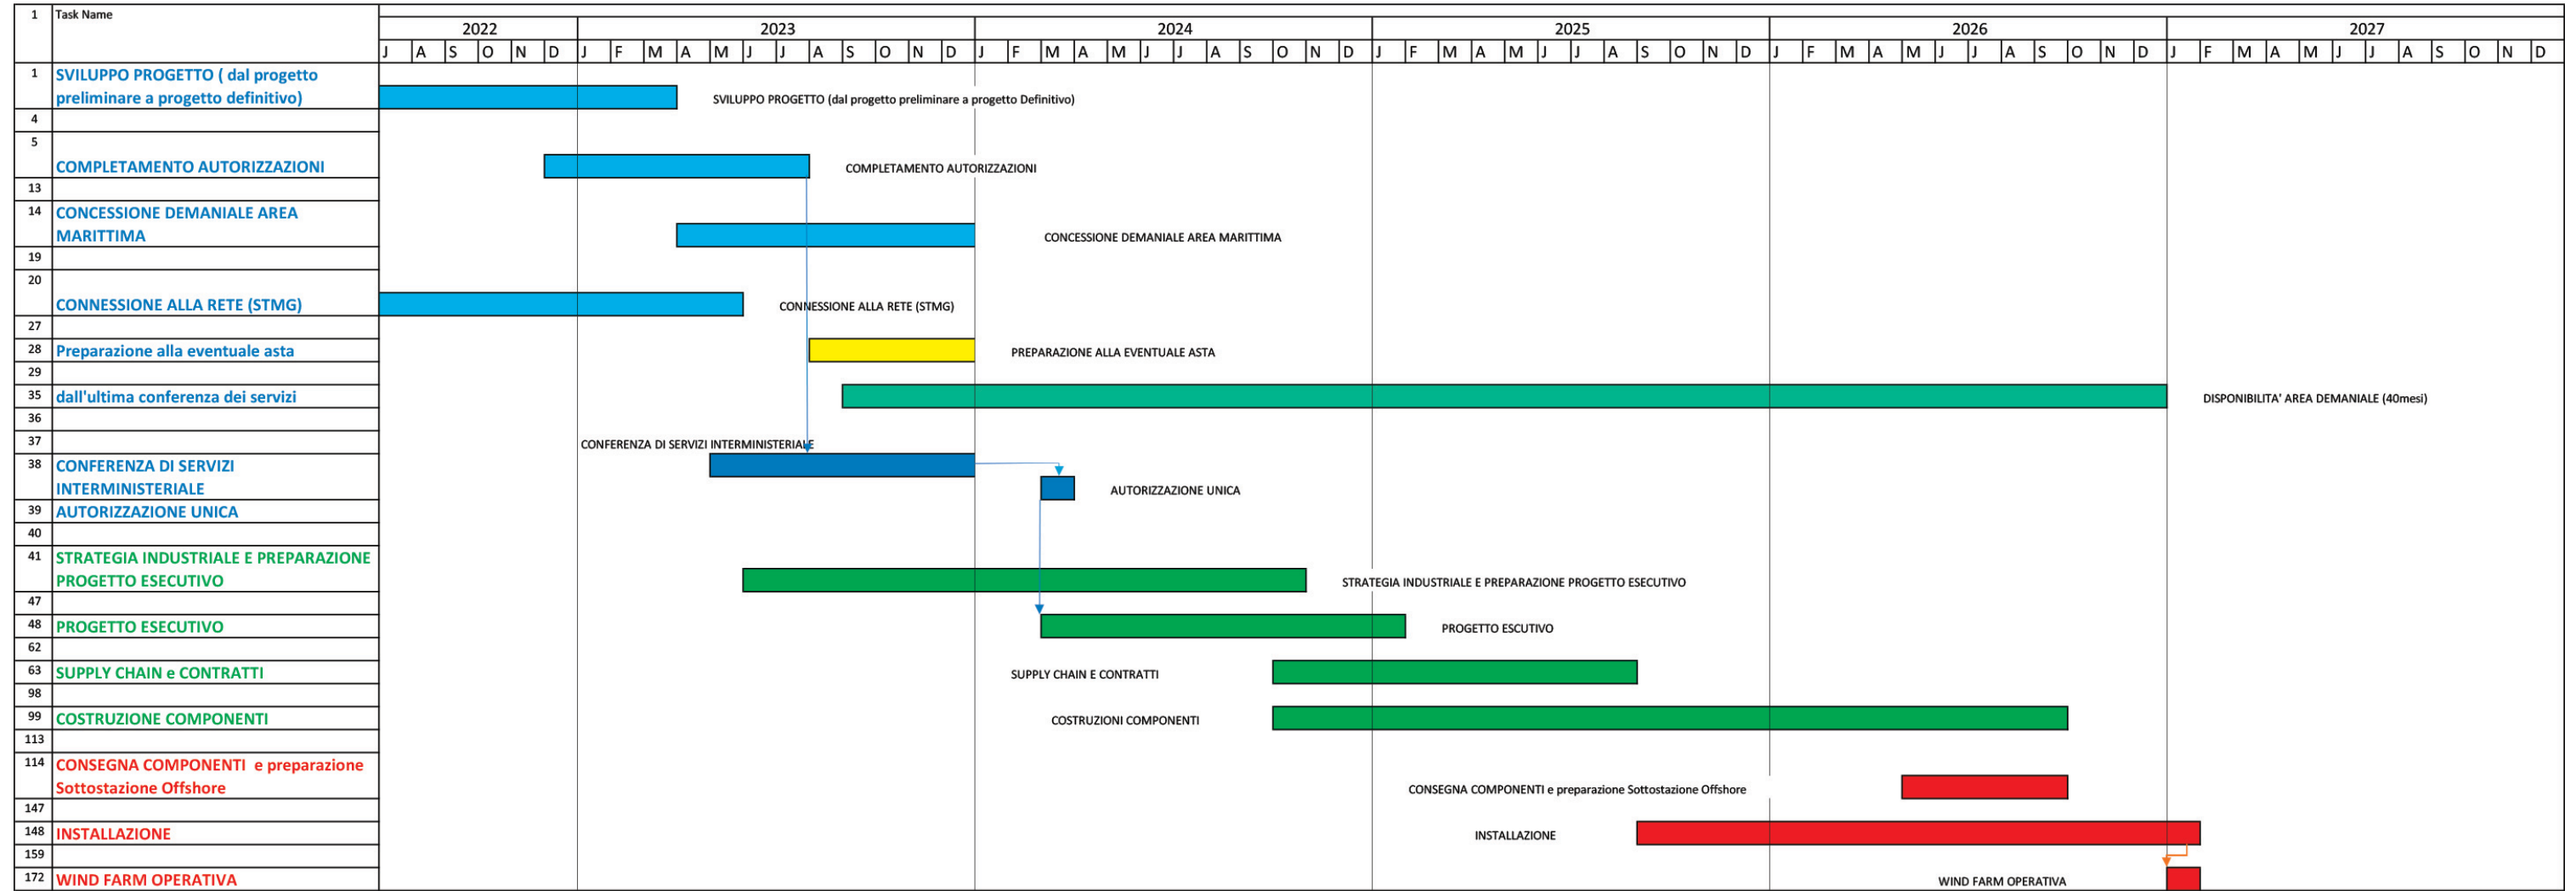 1 Task Name
2022 2023 2024 2025 2026 2027
J A S O N D J F M A M J J A S O N D J F M A M J J A S O N D J F M A M J J A S O N D J F M A M J J A S O N D J F M A M J J A S O N D
1 SVILUPPO PROGETTO ( dal progetto
preliminare a progetto definitivo)
SVILUPPO PROGETTO (dal progetto preliminare a progetto Definitivo)
4
5
COMPLETAMENTO AUTORIZZAZIONI
COMPLETAMENTO AUTORIZZAZIONI
13
14 CONCESSIONE DEMANIALE AREA
MARITTIMA
CONCESSIONE DEMANIALE AREA MARITTIMA
19
20
CONNESSIONE ALLA RETE (STMG)
CONNESSIONE ALLA RETE (STMG)
27
28 Preparazione alla eventuale asta
PREPARAZIONE ALLA EVENTUALE ASTA
29
35 dall'ultima conferenza dei servizi
DISPONIBILITA' AREA DEMANIALE (40mesi)
36
37
CONFERENZA DI SERVIZI INTERMINISTERIALE
38 CONFERENZA DI SERVIZI
INTERMINISTERIALE
AUTORIZZAZIONE UNICA
39 AUTORIZZAZIONE UNICA
40
41 STRATEGIA INDUSTRIALE E PREPARAZIONE
PROGETTO ESECUTIVO
STRATEGIA INDUSTRIALE E PREPARAZIONE PROGETTO ESECUTIVO
47
48 PROGETTO ESECUTIVO
PROGETTO ESCUTIVO
62
63 SUPPLY CHAIN e CONTRATTI
SUPPLY CHAIN E CONTRATTI
98
99 COSTRUZIONE COMPONENTI
COSTRUZIONI COMPONENTI
113
114 CONSEGNA COMPONENTI e preparazione
Sottostazione Offshore
CONSEGNA COMPONENTI e preparazione Sottostazione Offshore
147
148 INSTALLAZIONE
INSTALLAZIONE
159
172 WIND FARM OPERATIVA
WIND FARM OPERATIVA